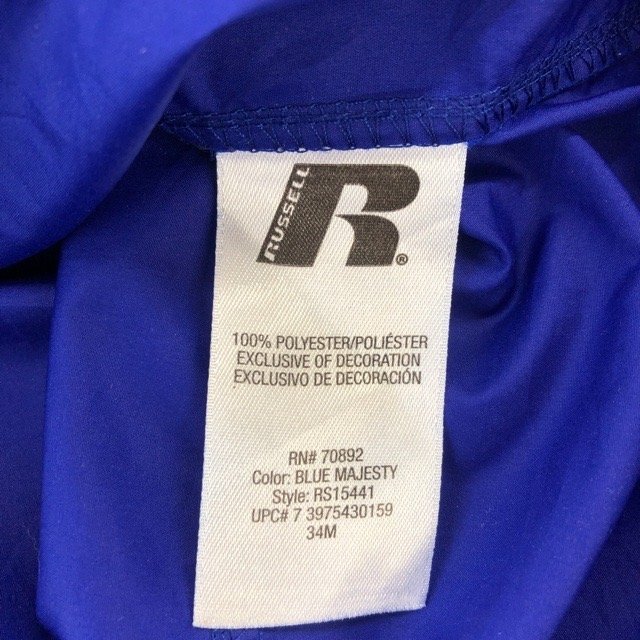 RUSSELL
R®
100% POLYESTER/POLIÉSTER
EXCLUSIVE OF DECORATION
EXCLUSIVO DE DECORACIÓN
RN# 70892
Color: BLUE MAJESTY
Style: RS15441
UPC# 7 3975430159
34M